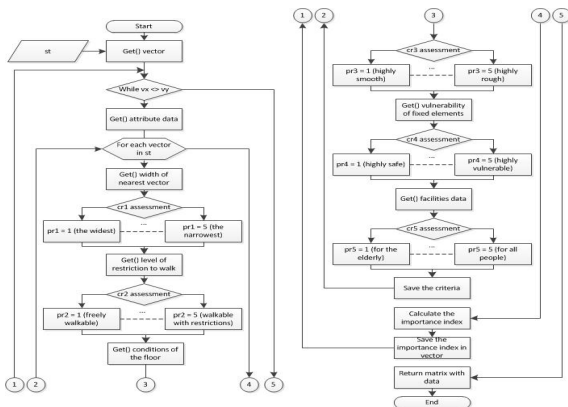 Start
st
Get() vector
While vx <> vy
Get() attribute data
For each vector
in st
Get() width of
nearest vector
cr1 assessment
...
pr1 = 1 (the widest)
pr1 = 5 (the
narrowest)
Get() level of
restriction to walk
cr2 assessment
...
pr2 = 1 (freely
walkable)
pr2 = 5 (walkable
with restrictions)
Get() conditions of
the floor
1
2
3
4
5
1
2
3
4
5
cr3 assessment
...
pr3 = 1 (highly
smooth)
pr3 = 5 (highly
rough)
Get() vulnerability
of fixed elements
cr4 assessment
...
pr4 = 1 (highly safe)
pr4 = 5 (highly
vulnerable)
Get() facilities data
cr5 assessment
...
pr5 = 1 (for the
elderly)
pr5 = 5 (for all
people)
Save the criteria
Calculate the
importance index
Save the
importance index in
vector
Return matrix with
data
End